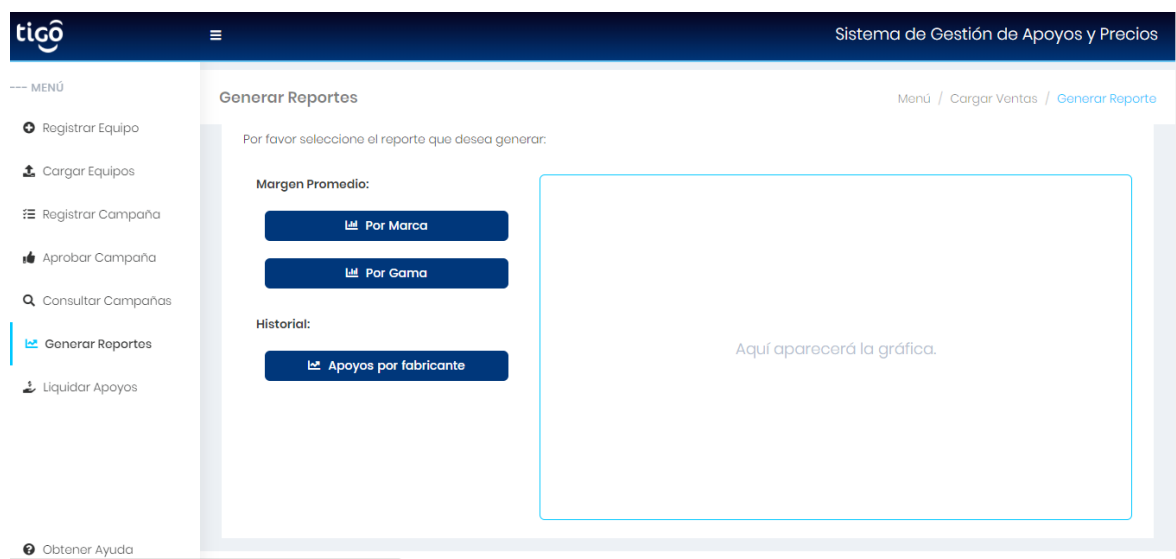 tigô
Sistema de Gestión de Apoyos y Precios
--- MENÚ
Registrar Equipo
Cargar Equipos
Registrar Campaña
Aprobar Campaña
Consultar Campañas
Generar Reportes
Liquidar Apoyos
Obtener Ayuda
Generar Reportes
Menú / Cargar Ventas / Generar Reporte
Por favor seleccione el reporte que desea generar:
Margen Promedio:
Por Marca
Por Gama
Historial:
Apoyos por fabricante
Aquí aparecerá la gráfica.